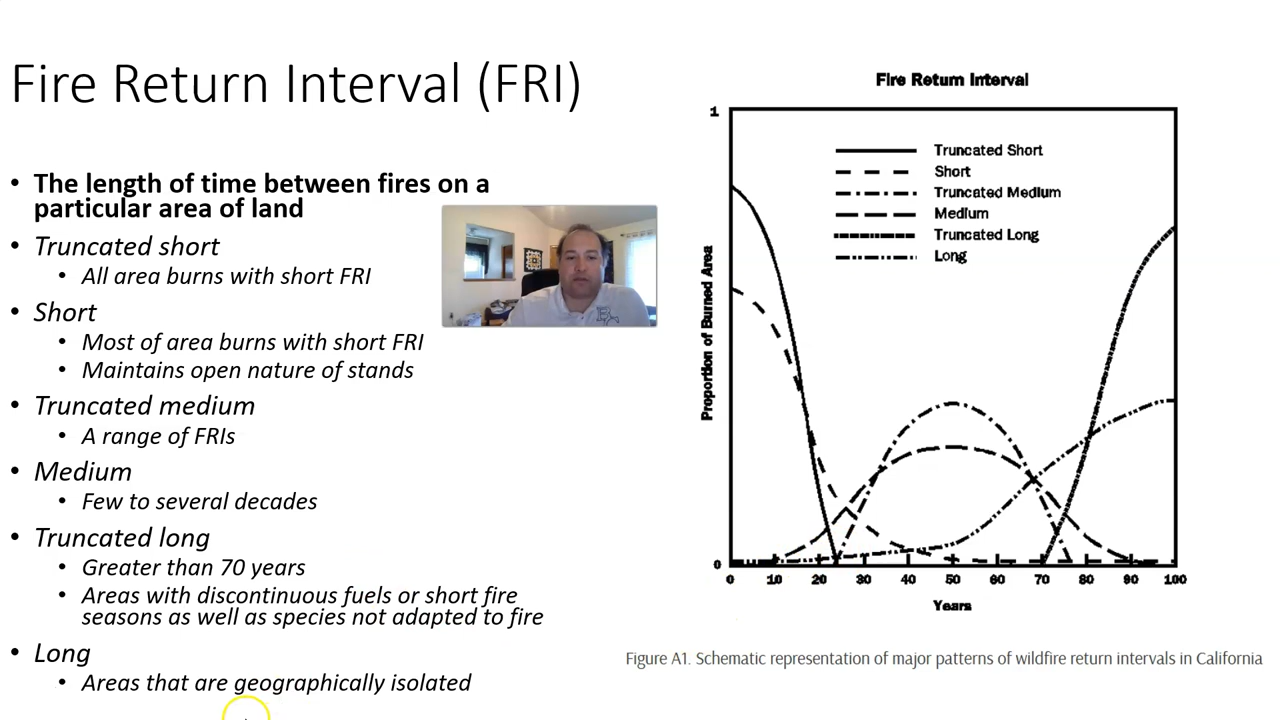 Fire Return Interval (FRI)
• The length of time between fires on a
particular area of land
• Truncated short
• All area burns with short FRI
• Short
• Most of area burns with short FRI
• Maintains open nature of stands
• Truncated medium
• A range of FRIs
• Medium
• Few to several decades
• Truncated long
• Greater than 70 years
• Areas with discontinuous fuels or short fire
seasons as well as species not adapted to fire
• Long
• Areas that are geographically isolated
Fire Return Interval
1
Truncated Short
Short
Truncated Medium
Medium
Truncated Long
Long
Proportion of Burned Area
0
0 10 20 30 40 50 60 70 80 90 100
Years
Figure A1. Schematic representation of major patterns of wildfire return intervals in California